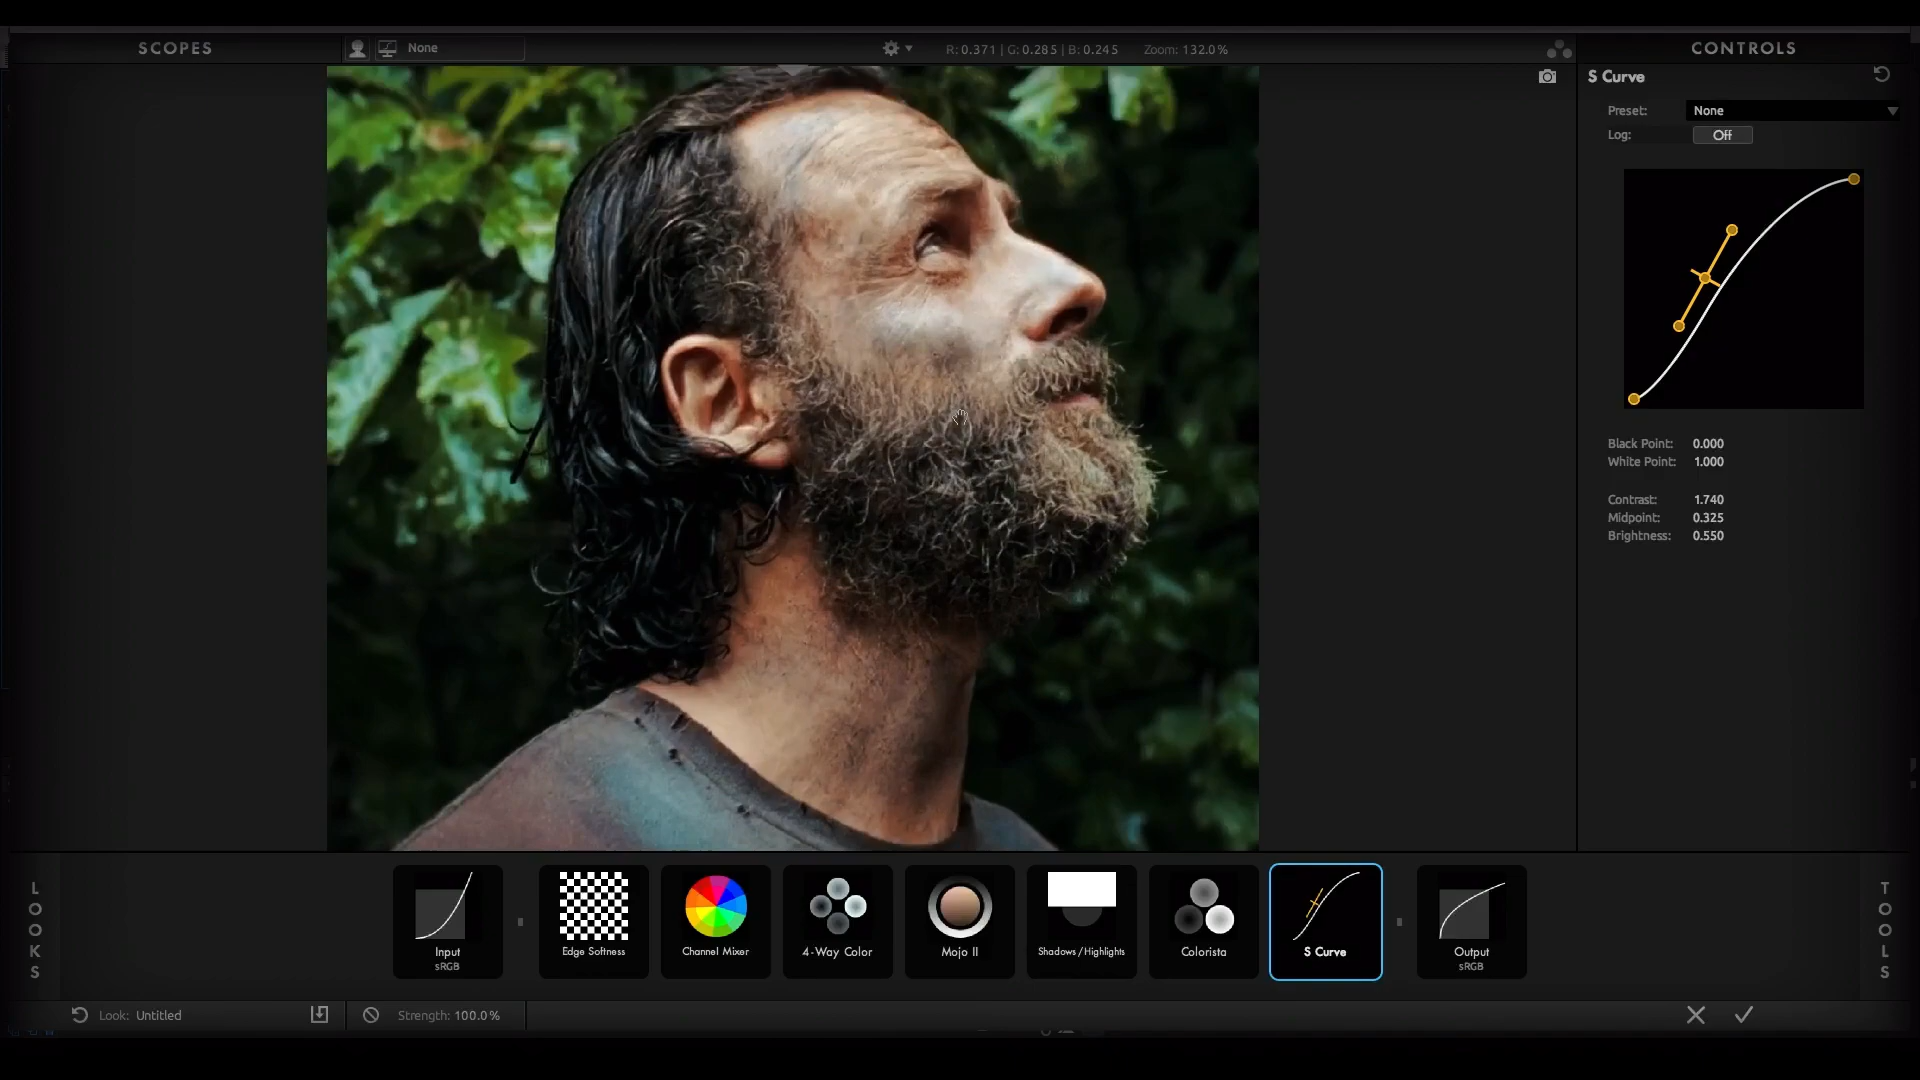 SCOPES
None
R: 0.371 | G: 0.285 | B: 0.245
Zoom: 132.0%
CONTROLS
S Curve
Preset:
None
Log:
Off
Black Point: 0.000
White Point: 1.000
Contrast: 1.740
Midpoint: 0.325
Brightness: 0.550
LOOKS
Input
sRGB
Edge Softness
Channel Mixer
4-Way Color
Mojo II
Shadows/Highlights
Colorista
S Curve
Output
sRGB
TOOLS
Look: Untitled
Strength: 100.0%